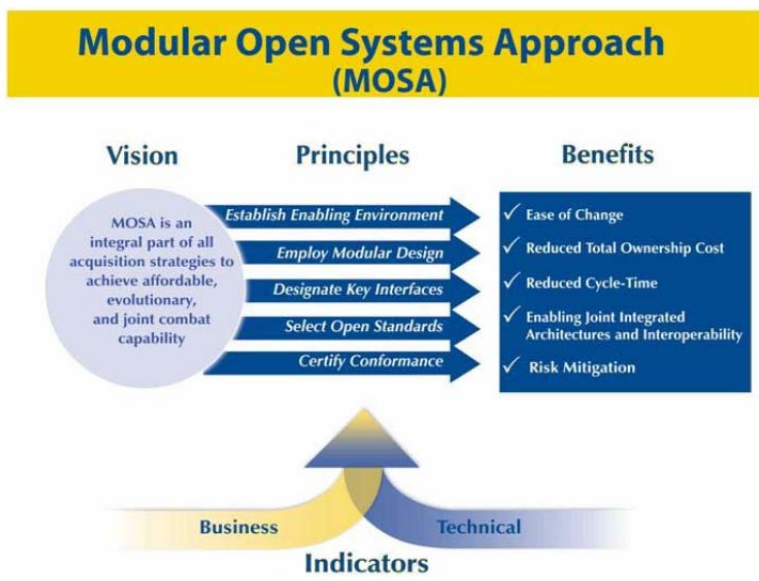 Modular Open Systems Approach
(MOSA)
Vision
Principles
Benefits
MOSA is an
integral part of all
acquisition strategies to
achieve affordable,
evolutionary,
and joint combat
capability
Establish Enabling Environment
Employ Modular Design
Designate Key Interfaces
Select Open Standards
Certify Conformance
✓ Ease of Change
✓ Reduced Total Ownership Cost
✓ Reduced Cycle-Time
✓ Enabling Joint Integrated
Architectures and Interoperability
✓ Risk Mitigation
Business
Technical
Indicators